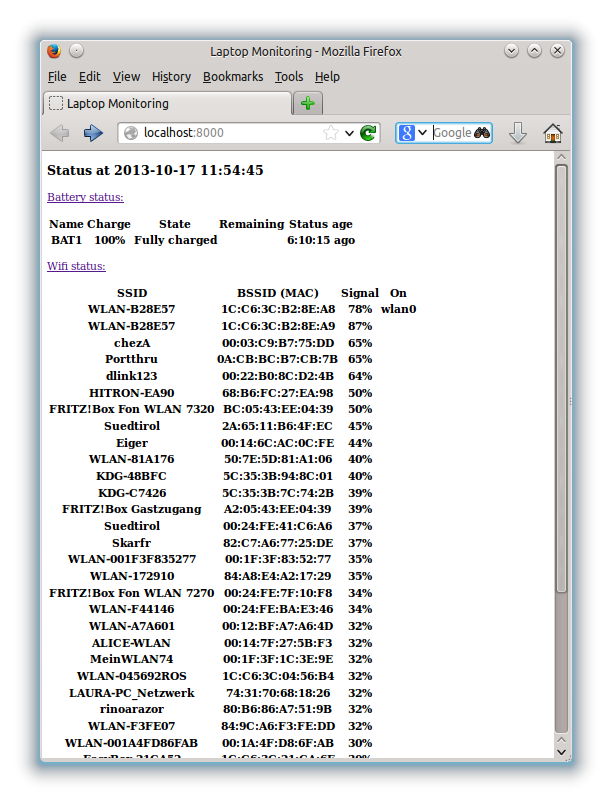 Laptop Monitoring - Mozilla Firefox
File Edit View History Bookmarks Tools Help
Laptop Monitoring
localhost:8000 Google
Status at 2013-10-17 11:54:45
Battery status:
Name Charge State Remaining Status age
BAT1 100% Fully charged 6:10:15 ago
Wifi status:
SSID BSSID (MAC) Signal On
WLAN-B28E57 1C:C6:3C:B2:8E:A8 78% wlan0
WLAN-B28E57 1C:C6:3C:B2:8E:A9 87%
chezA 00:03:C9:B7:75:DD 65%
Portthru 0A:CB:BC:B7:CB:7B 65%
dlink123 00:22:B0:8C:D2:4B 64%
HITRON-EA90 68:B6:FC:27:EA:98 50%
FRITZ!Box Fon WLAN 7320 BC:05:43:EE:04:39 50%
Suedtirol 2A:65:11:B6:4F:EC 45%
Eiger 00:14:6C:AC:0C:FE 44%
WLAN-81A176 50:7E:5D:81:A1:06 40%
KDG-48BFC 5C:35:3B:94:8C:01 40%
KDG-C7426 5C:35:3B:7C:74:2B 39%
FRITZ!Box Gastzugang A2:05:43:EE:04:39 39%
Suedtirol 00:24:FE:41:C6:A6 37%
Skarfr 82:C7:A6:77:25:DE 37%
WLAN-001F3F835277 00:1F:3F:83:52:77 35%
WLAN-172910 84:A8:E4:A2:17:29 35%
FRITZ!Box Fon WLAN 7270 00:24:FE:7F:10:F8 34%
WLAN-F44146 00:24:FE:BA:E3:46 34%
WLAN-A7A601 00:12:BF:A7:A6:4D 32%
ALICE-WLAN 00:14:7F:27:5B:F3 32%
MeinWLAN74 00:1F:3F:1C:3E:9E 32%
WLAN-045692ROS 1C:C6:3C:04:56:B4 32%
LAURA-PC_Netzwerk 74:31:70:68:18:26 32%
rinoarazor 80:B6:86:A7:51:9B 32%
WLAN-F3FE07 84:9C:A6:F3:FE:DD 32%
WLAN-001A4FD86FAB 00:1A:4F:D8:6F:AB 30%